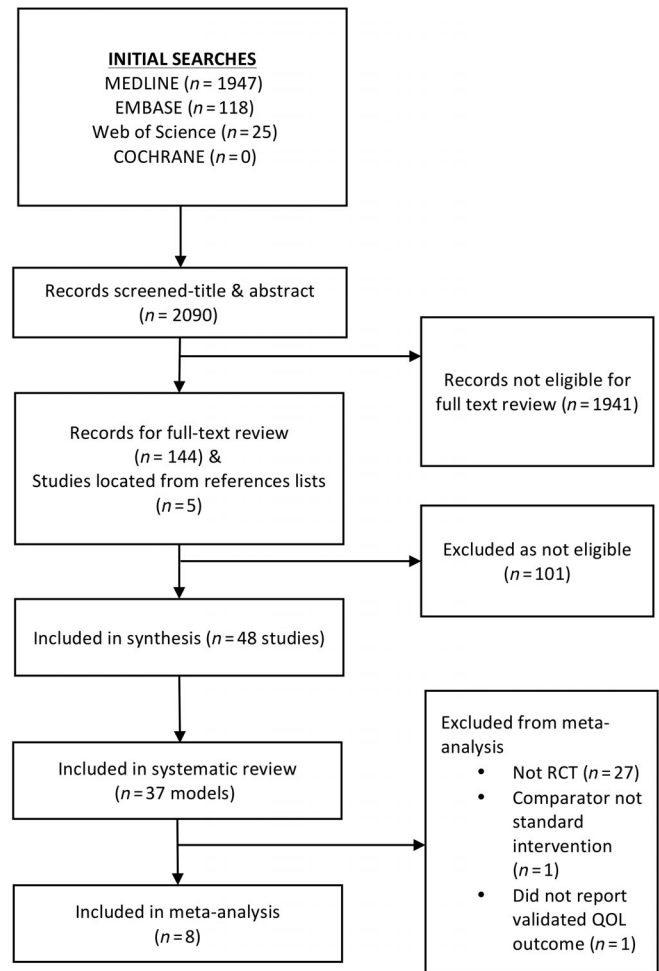 INITIAL SEARCHES
MEDLINE (n = 1947)
EMBASE (n = 118)
Web of Science (n = 25)
COCHRANE (n = 0)
Records screened-title & abstract
(n = 2090)
Records not eligible for
full text review (n = 1941)
Records for full-text review
(n = 144) &
Studies located from references lists
(n = 5)
Excluded as not eligible
(n = 101)
Included in synthesis (n = 48 studies)
Included in systematic review
(n = 37 models)
Excluded from meta-
analysis
• Not RCT (n = 27)
• Comparator not
standard
intervention
(n = 1)
• Did not report
validated QOL
outcome (n = 1)
Included in meta-analysis
(n = 8)